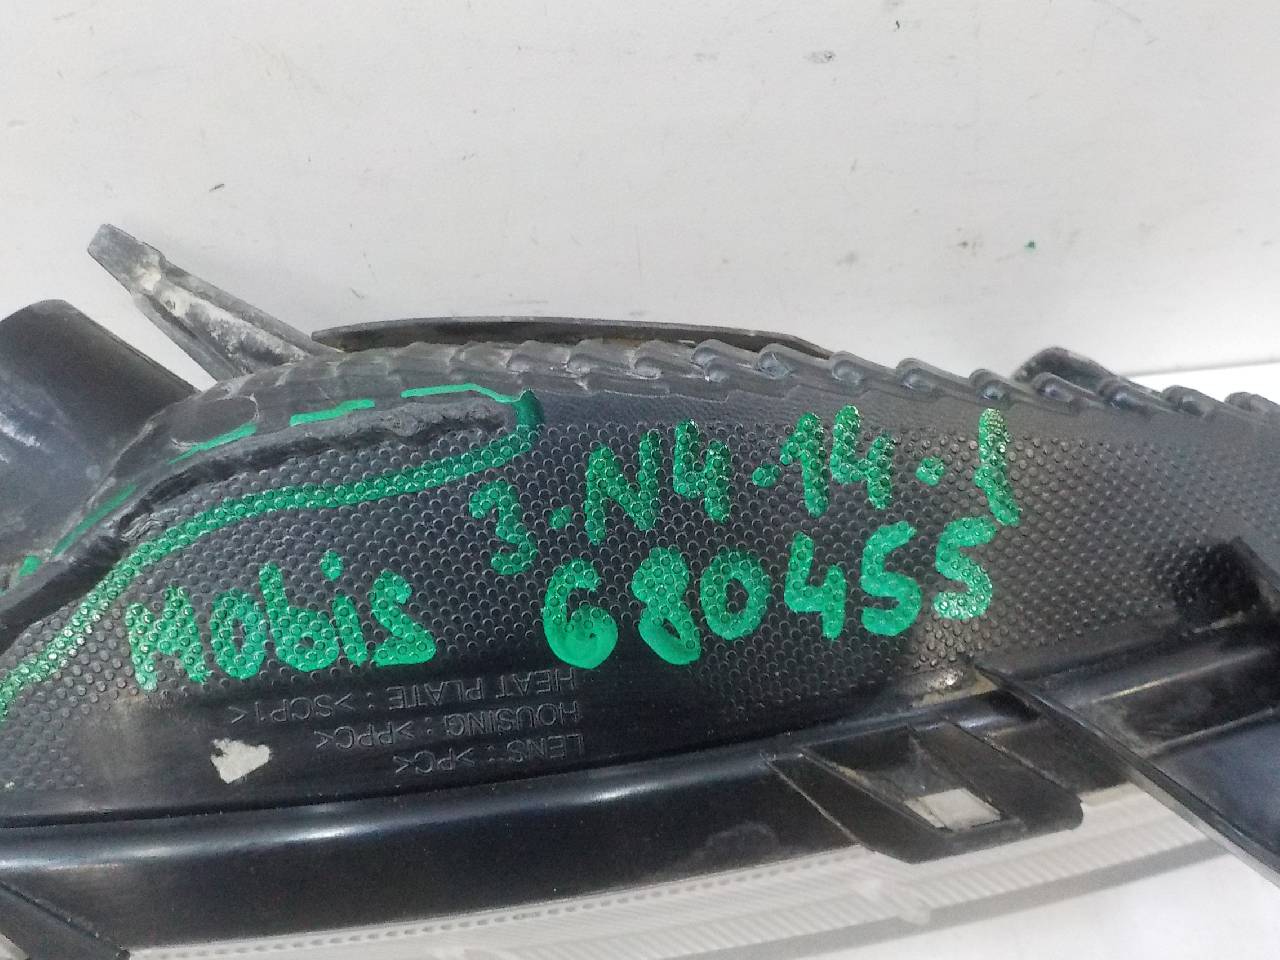 3.N4.14.1
Mobis 680455
LENS : >PC<
HOUSING : >PPC<
HEAT PLATE : >SCP1<